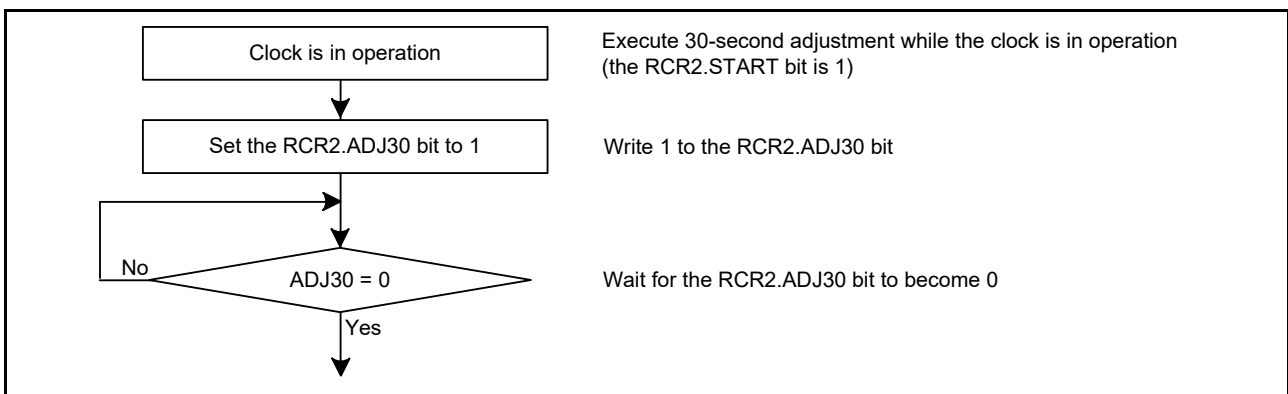 Clock is in operation
Execute 30-second adjustment while the clock is in operation
(the RCR2.START bit is 1)
Set the RCR2.ADJ30 bit to 1
Write 1 to the RCR2.ADJ30 bit
No
ADJ30 = 0
Wait for the RCR2.ADJ30 bit to become 0
Yes